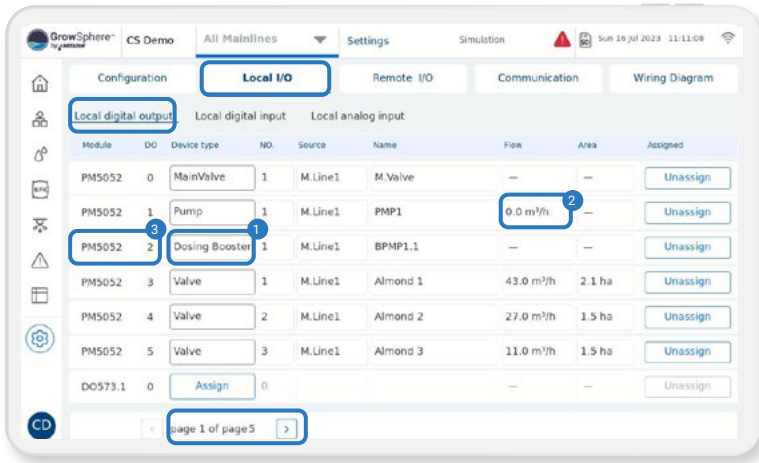 GrowSphere™ CS Demo All Mainlines Settings Simulation Sun 16 Jul 2023 11:11:08
by NETAFIM
Configuration Local I/O Remote I/O Communication Wiring Diagram
Local digital output Local digital input Local analog input
Module DO Device type NO. Source Name Flow Area Assigned
PM5052 0 MainValve 1 M.Line1 M.Valve — — Unassign
PM5052 1 Pump 1 M.Line1 PMP1 0.0 m³/h 2 — Unassign
3 1
PM5052 2 Dosing Booster 1 M.Line1 BPMP1.1 — — Unassign
PM5052 3 Valve 1 M.Line1 Almond 1 43.0 m³/h 2.1 ha Unassign
PM5052 4 Valve 2 M.Line1 Almond 2 27.0 m³/h 1.5 ha Unassign
PM5052 5 Valve 3 M.Line1 Almond 3 11.0 m³/h 1.5 ha Unassign
DO573.1 0 Assign 0 — — Unassign
CD < page 1 of page5 >